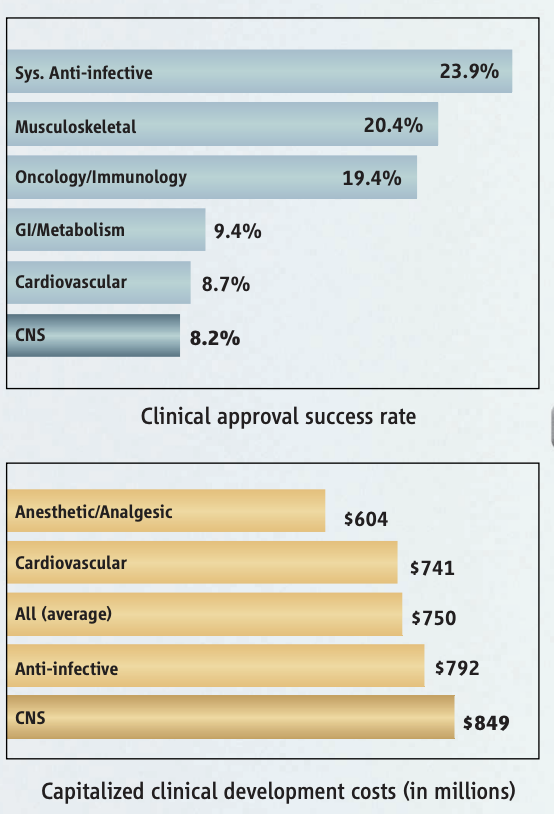 Sys. Anti-infective 23.9%
Musculoskeletal 20.4%
Oncology/Immunology 19.4%
GI/Metabolism 9.4%
Cardiovascular 8.7%
CNS 8.2%
Clinical approval success rate
Anesthetic/Analgesic $604
Cardiovascular $741
All (average) $750
Anti-infective $792
CNS $849
Capitalized clinical development costs (in millions)